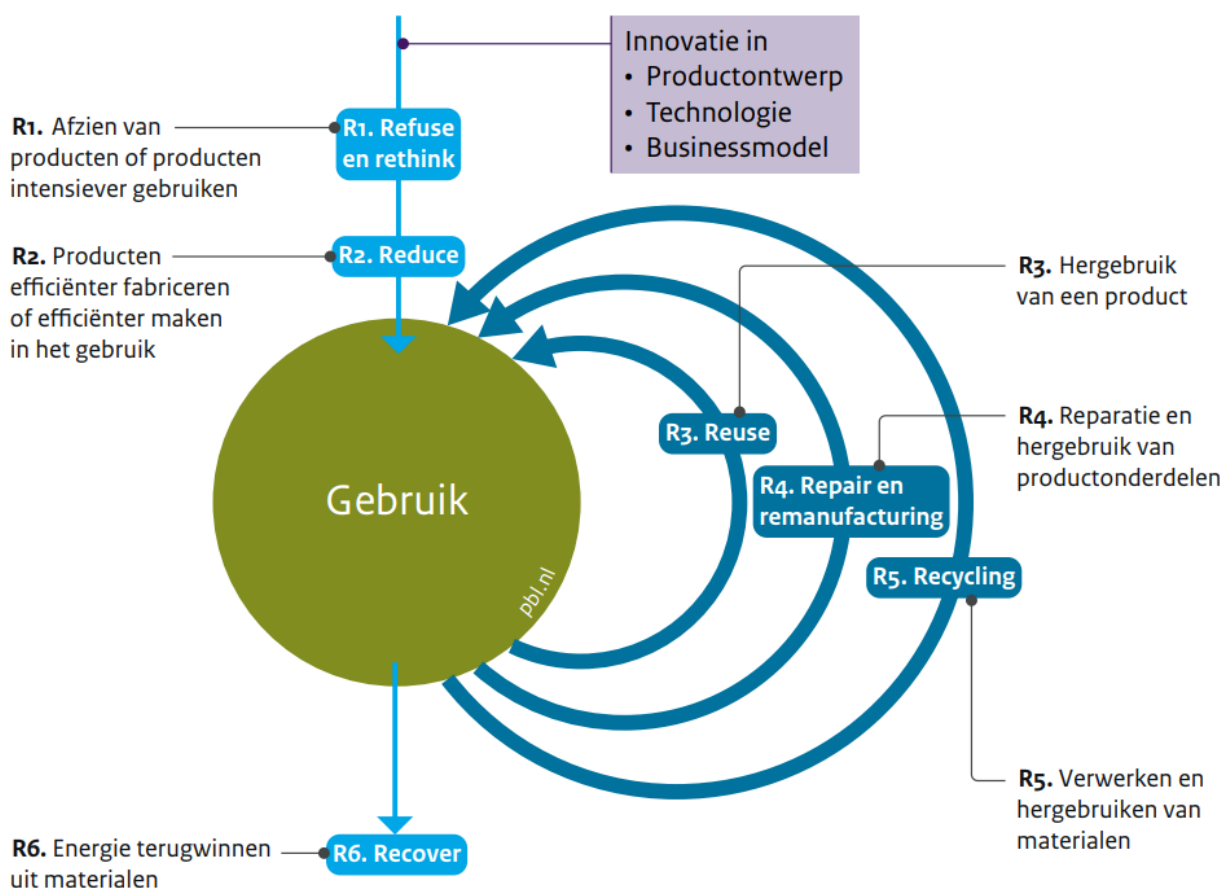 Innovatie in
• Productontwerp
• Technologie
• Businessmodel
R1. Afzien van
producten of producten
intensiever gebruiken
R1. Refuse
en rethink
R2. Producten
efficiënter fabriceren
of efficiënter maken
in het gebruik
R2. Reduce
R3. Hergebruik
van een product
R3. Reuse
R4. Reparatie en
hergebruik van
productonderdelen
R4. Repair en
remanufacturing
Gebruik
pbl.nl
R5. Recycling
R5. Verwerken en
hergebruiken van
materialen
R6. Energie terugwinnen
uit materialen
R6. Recover